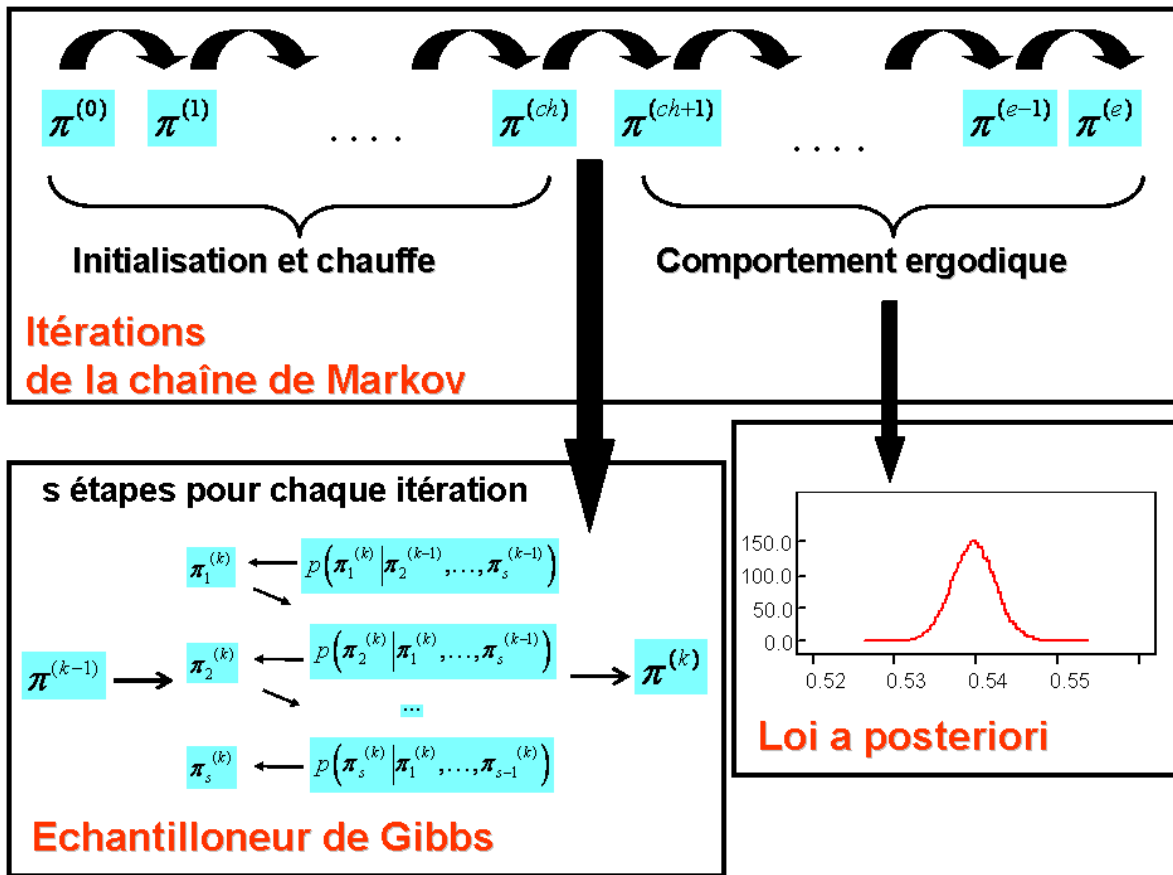 π^(0) π^(1) .... π^(ch) π^(ch+1) .... π^(e−1) π^(e)
Initialisation et chauffe
Comportement ergodique
Itérations
de la chaîne de Markov
s étapes pour chaque itération
π₁^(k) p(π₁^(k) | π₂^(k−1),...,πₛ^(k−1))
π^(k−1) π₂^(k) p(π₂^(k) | π₁^(k),...,πₛ^(k−1)) π^(k)
...
πₛ^(k) p(πₛ^(k) | π₁^(k),...,πₛ₋₁^(k))
Echantilloneur de Gibbs
150.0
100.0
50.0
0.0
0.52 0.53 0.54 0.55
Loi a posteriori